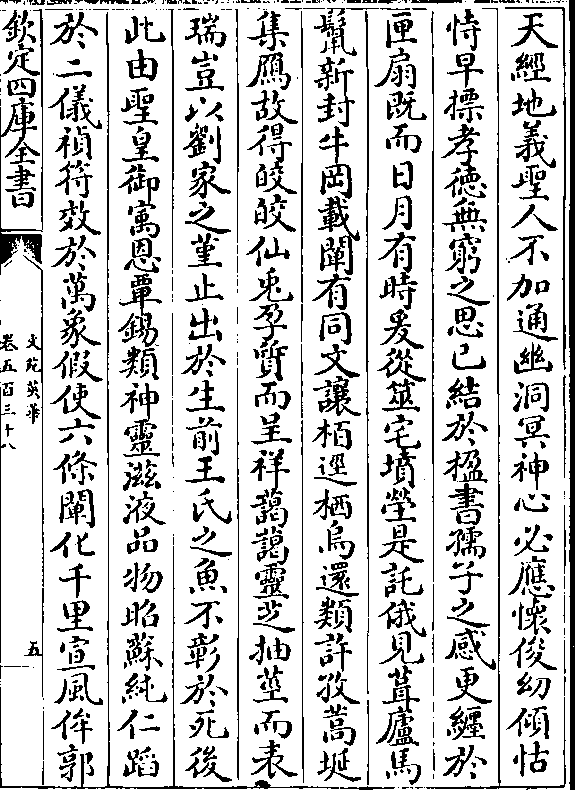 天經地義聖人不加通幽洞冥神心必應懷俊幼傾怙
恃早摽孝德無窮之思已結於楹書孺子之感更纏於
匣扇既而日月有時爰從筮宅墳塋是託俄見葺廬馬
鬛新封牛岡載闡有同文讓栢逕栖烏還類許孜蒿埏
集鴈故得皎皎仙兎孕質而呈祥藹藹靈芝抽莖而表
瑞豈以劉家之堇止出於生前王氏之魚不彰於死後
此由聖皇御寓恩覃錫類神靈滋液品物昭蘇純仁蹈
於二儀禎符效於萬象假使六條闡化千里宣風侔郭
欽定四庫全書
文苑英華
卷五百三十八
五